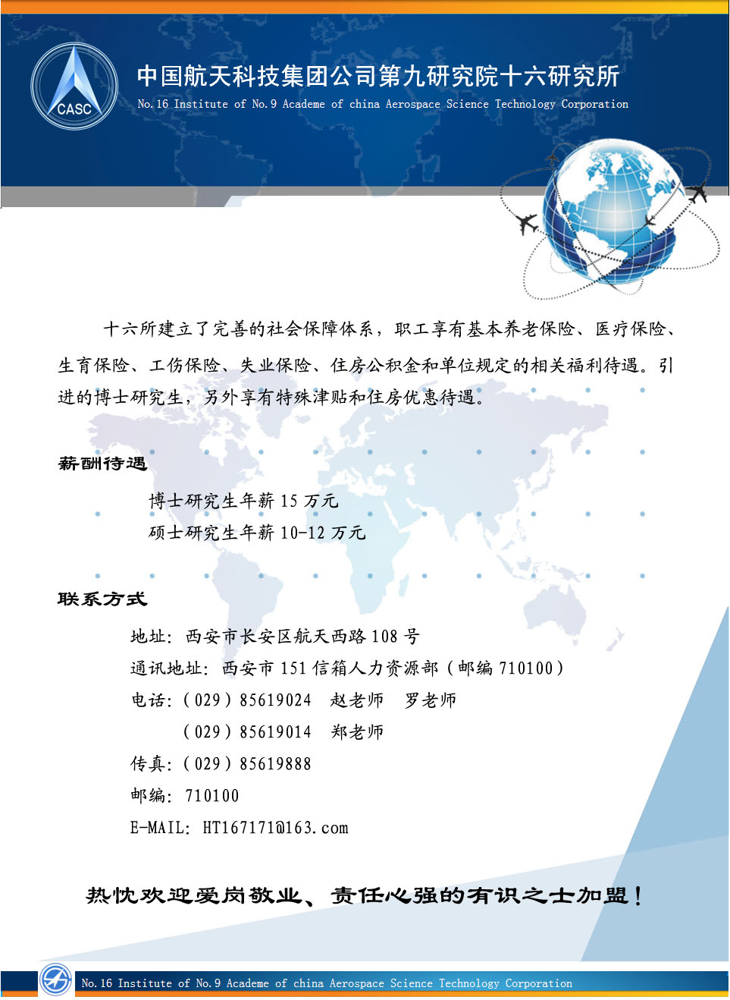 CASC
中国航天科技集团公司第九研究院十六研究所
No.16 Institute of No.9 Academe of china Aerospace Science Technology Corporation
十六所建立了完善的社会保障体系，职工享有基本养老保险、医疗保险、
生育保险、工伤保险、失业保险、住房公积金和单位规定的相关福利待遇。引
进的博士研究生，另外享有特殊津贴和住房优惠待遇。
薪酬待遇
博士研究生年薪 15 万元
硕士研究生年薪 10-12 万元
联系方式
地址：西安市长安区航天西路 108 号
通讯地址：西安市 151 信箱人力资源部（邮编 710100）
电话：（029）85619024 赵老师 罗老师
（029）85619014 郑老师
传真：（029）85619888
邮编：710100
E-MAIL：HT167171@163.com
热忱欢迎爱岗敬业、责任心强的有识之士加盟！
No.16 Institute of No.9 Academe of china Aerospace Science Technology Corporation